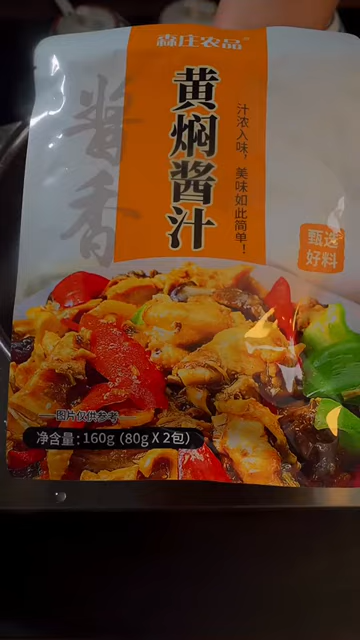 森庄农品®
酱香
黄焖酱汁
汁浓入味，美味如此简单！
甄选
好料
图片仅供参考
净含量：160g（80g X 2包）